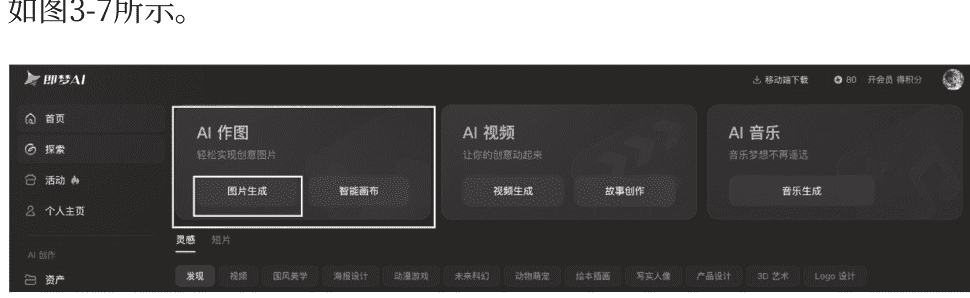 如图3-7所示。
即梦AI
移动端下载 80 开会员 得积分
首页
探索
活动
个人主页
AI 创作
资产
AI 作图
轻松实现创意图片
图片生成 智能画布
AI 视频
让你的创意动起来
视频生成 故事创作
AI 音乐
音乐梦想不再遥远
音乐生成
灵感 短片
发现 视频 国风美学 海报设计 动漫游戏 未来科幻 动物萌宠 绘本插画 写实人像 产品设计 3D 艺术 Logo 设计